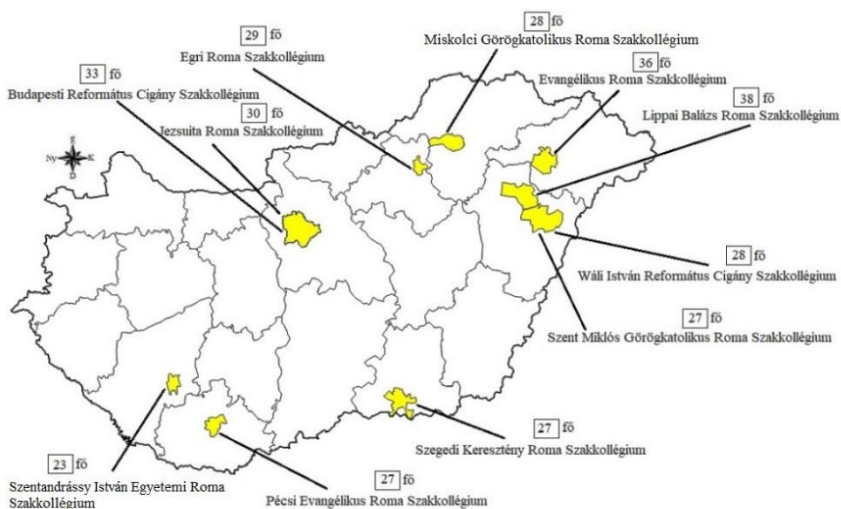 29 fő
Egri Roma Szakkollégium
28 fő
Miskolci Görögkatolikus Roma Szakkollégium
33 fő
Budapesti Református Cigány Szakkollégium
36 fő
Evangélikus Roma Szakkollégium
30 fő
Jezsuita Roma Szakkollégium
38 fő
Lippai Balázs Roma Szakkollégium
É
Ny K
D
28 fő
Wáli István Református Cigány Szakkollégium
27 fő
Szent Miklós Görögkatolikus Roma Szakkollégium
27 fő
Szegedi Keresztény Roma Szakkollégium
23 fő
Szentandrássy István Egyetemi Roma
Szakkollégium
27 fő
Pécsi Evangélikus Roma Szakkollégium